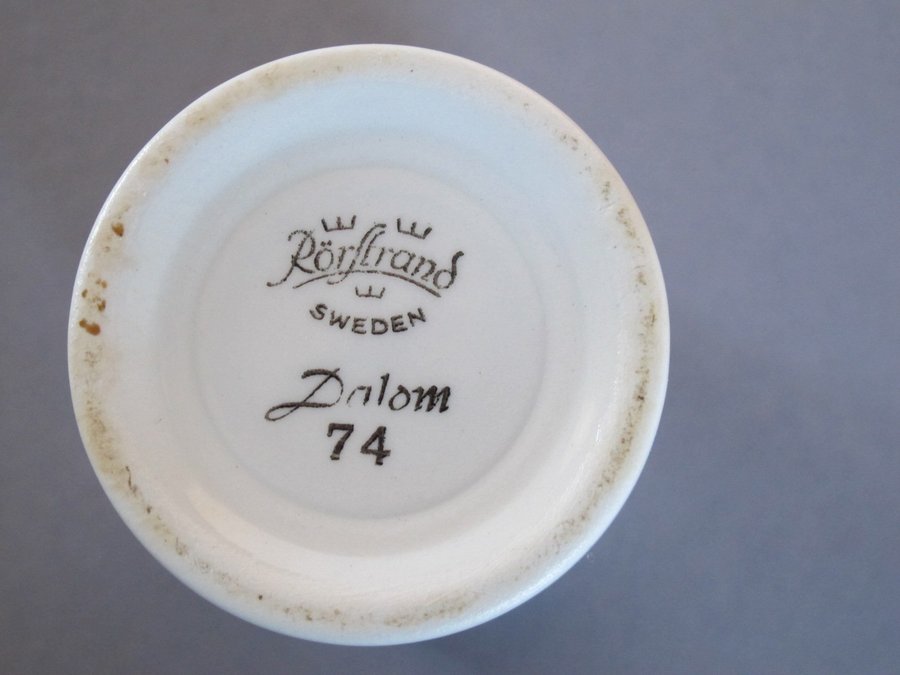 Rörstrand
SWEDEN
Dalom
74